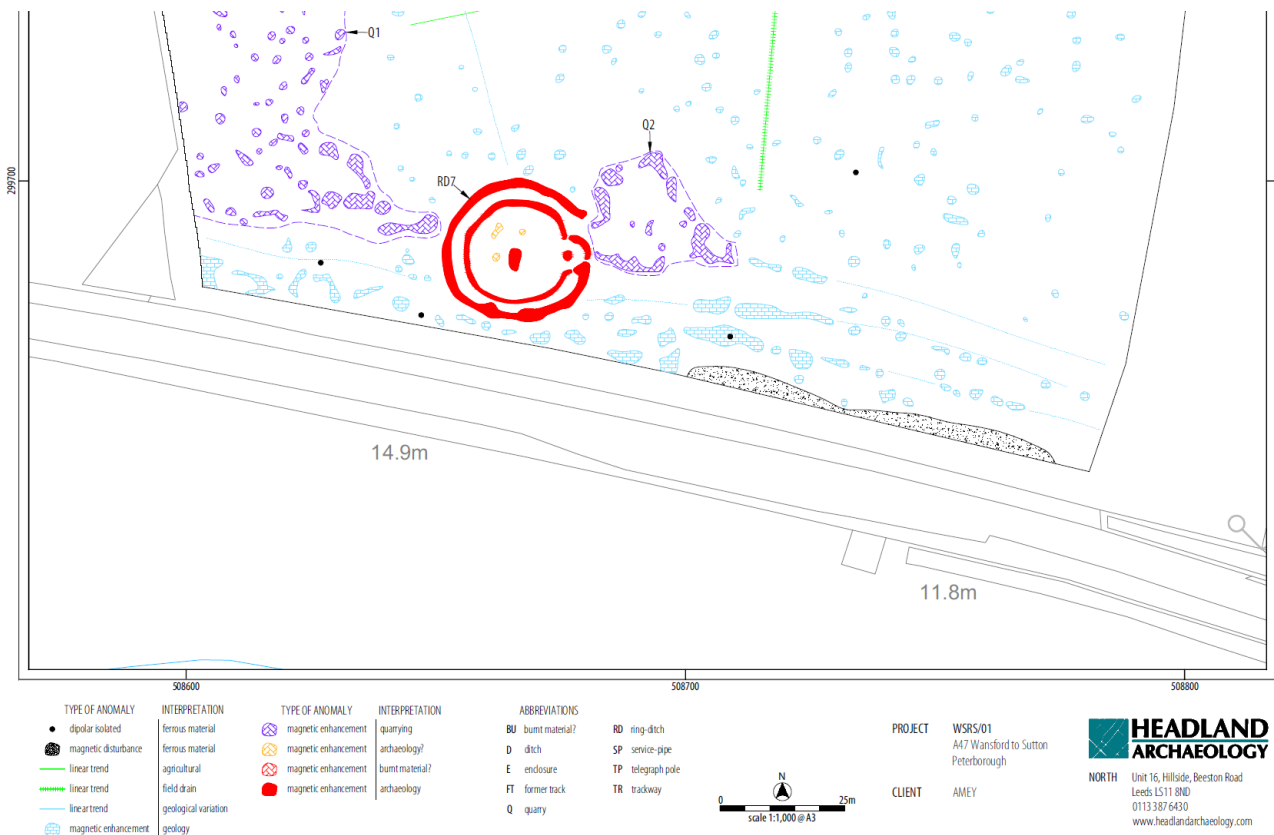 Q1
Q2
RD7
299700
14.9m
11.8m
508600
508700
508800
TYPE OF ANOMALY
INTERPRETATION
dipolar isolated
ferrous material
magnetic disturbance
ferrous material
linear trend
agricultural
linear trend
field drain
linear trend
geological variation
magnetic enhancement
geology
TYPE OF ANOMALY
INTERPRETATION
magnetic enhancement
quarrying
magnetic enhancement
archaeology?
magnetic enhancement
burnt material?
magnetic enhancement
archaeology
ABBREVIATIONS
BU burnt material?
D ditch
E enclosure
FT former track
Q quarry
RD ring-ditch
SP service-pipe
TP telegraph pole
TR trackway
N
0 25m
scale 1:1,000 @ A3
PROJECT WSRS/01
A47 Wansford to Sutton
Peterborough
CLIENT AMEY
HEADLAND
ARCHAEOLOGY
NORTH Unit 16, Hillside, Beeston Road
Leeds LS11 8ND
0113 387 6430
www.headlandarchaeology.com